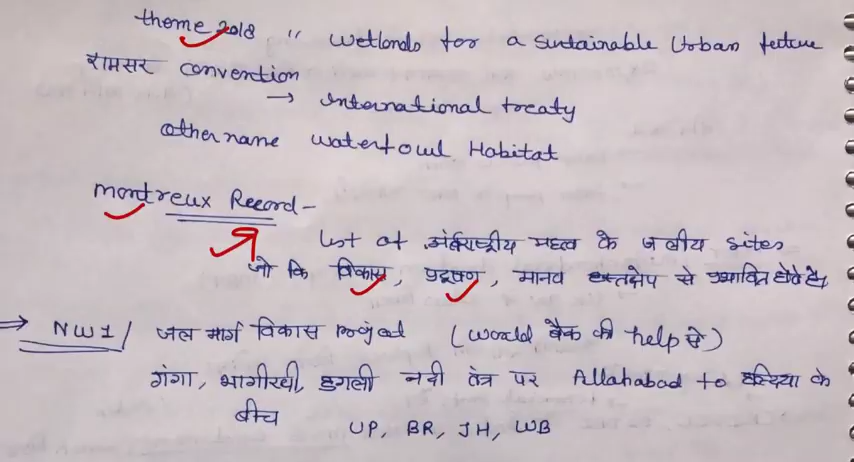 theme 2018 " Wetlands for a sustainable Urban future
रामसर convention
→ International treaty
other name Waterfowl Habitat
Montreux Record -
list of अंर्तराष्ट्रीय महत्व के जलीय sites
जो कि विकास, प्रदूषण, मानव हस्तक्षेप से प्रभावित होते है
⇒ NW1 / जल मार्ग विकास project (World बैंक की help से)
गंगा, भागीरथी, हुगली नदी तंत्र पर Allahabad to हल्दिया के
बीच
UP, BR, JH, WB